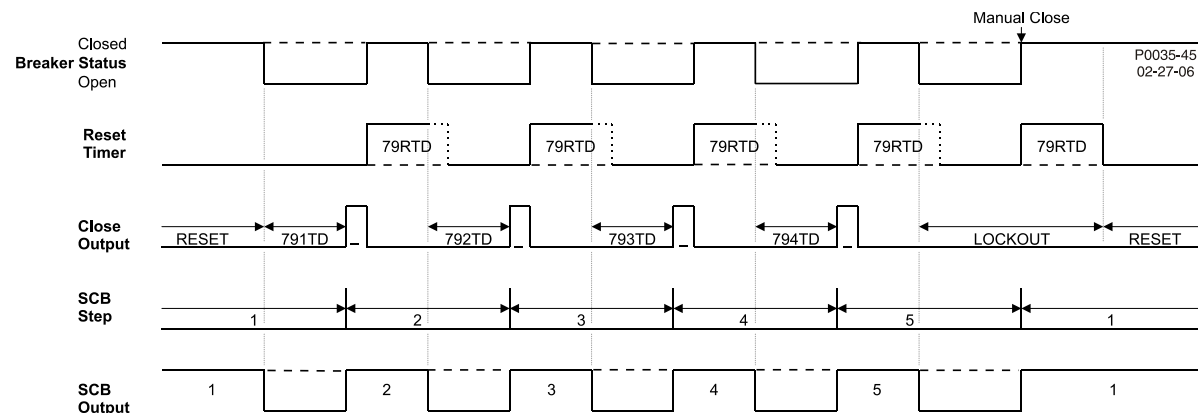 Manual Close
Closed
Breaker Status
Open
P0035-45
02-27-06
Reset
Timer
79RTD 79RTD 79RTD 79RTD 79RTD
Close
Output
RESET 791TD 792TD 793TD 794TD LOCKOUT RESET
SCB
Step
1 2 3 4 5 1
SCB
Output
1 2 3 4 5 1